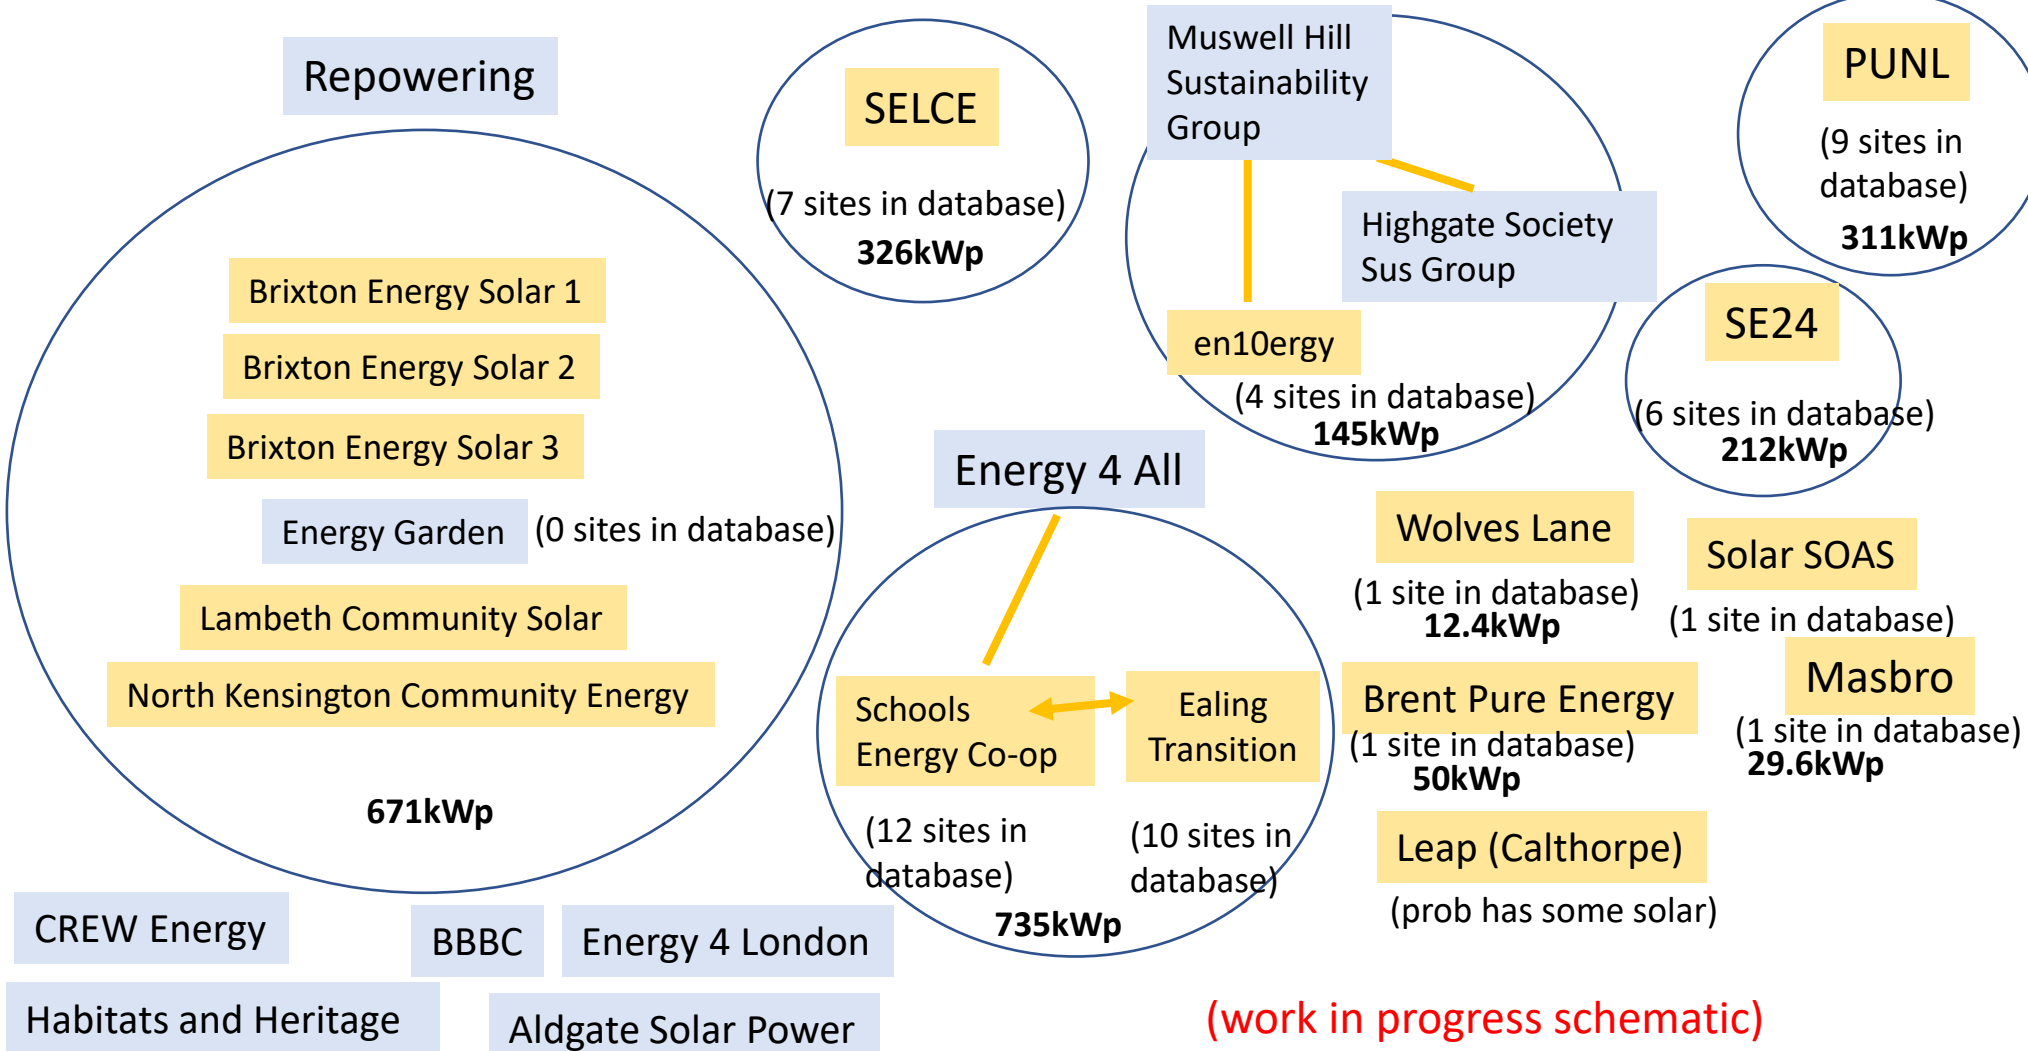 Repowering
Brixton Energy Solar 1
Brixton Energy Solar 2
Brixton Energy Solar 3
Energy Garden
(0 sites in database)
Lambeth Community Solar
North Kensington Community Energy
671kWp
SELCE
(7 sites in database)
326kWp
Muswell Hill
Sustainability
Group
Highgate Society
Sus Group
en10ergy
(4 sites in database)
145kWp
PUNL
(9 sites in
database)
311kWp
SE24
(6 sites in database)
212kWp
Energy 4 All
Schools
Energy Co-op
Ealing
Transition
(12 sites in
database)
(10 sites in
database)
735kWp
Wolves Lane
(1 site in database)
12.4kWp
Solar SOAS
(1 site in database)
Brent Pure Energy
(1 site in database)
50kWp
Masbro
(1 site in database)
29.6kWp
Leap (Calthorpe)
(prob has some solar)
CREW Energy
BBBC
Energy 4 London
Habitats and Heritage
Aldgate Solar Power
(work in progress schematic)